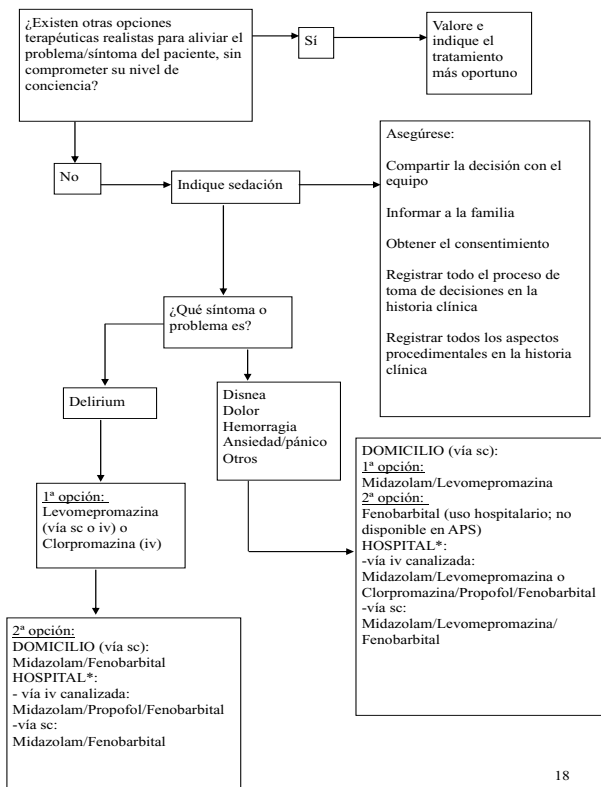 ¿Existen otras opciones
terapéuticas realistas para aliviar el
problema/síntoma del paciente, sin
comprometer su nivel de
conciencia?
Sí
Valore e
indique el
tratamiento
más oportuno
No
Indique sedación
Asegúrese:
Compartir la decisión con el
equipo
Informar a la familia
Obtener el consentimiento
Registrar todo el proceso de
toma de decisiones en la
historia clínica
Registrar todos los aspectos
procedimentales en la historia
clínica
¿Qué síntoma o
problema es?
Delirium
Disnea
Dolor
Hemorragia
Ansiedad/pánico
Otros
1ª opción:
Levomepromazina
(vía sc o iv) o
Clorpromazina (iv)
DOMICILIO (vía sc):
1ª opción:
Midazolam/Levomepromazina
2ª opción:
Fenobarbital (uso hospitalario; no
disponible en APS)
HOSPITAL*:
-vía iv canalizada:
Midazolam/Levomepromazina o
Clorpromazina/Propofol/Fenobarbital
-vía sc:
Midazolam/Levomepromazina/
Fenobarbital
2ª opción:
DOMICILIO (vía sc):
Midazolam/Fenobarbital
HOSPITAL*:
- vía iv canalizada:
Midazolam/Propofol/Fenobarbital
-vía sc:
Midazolam/Fenobarbital
18